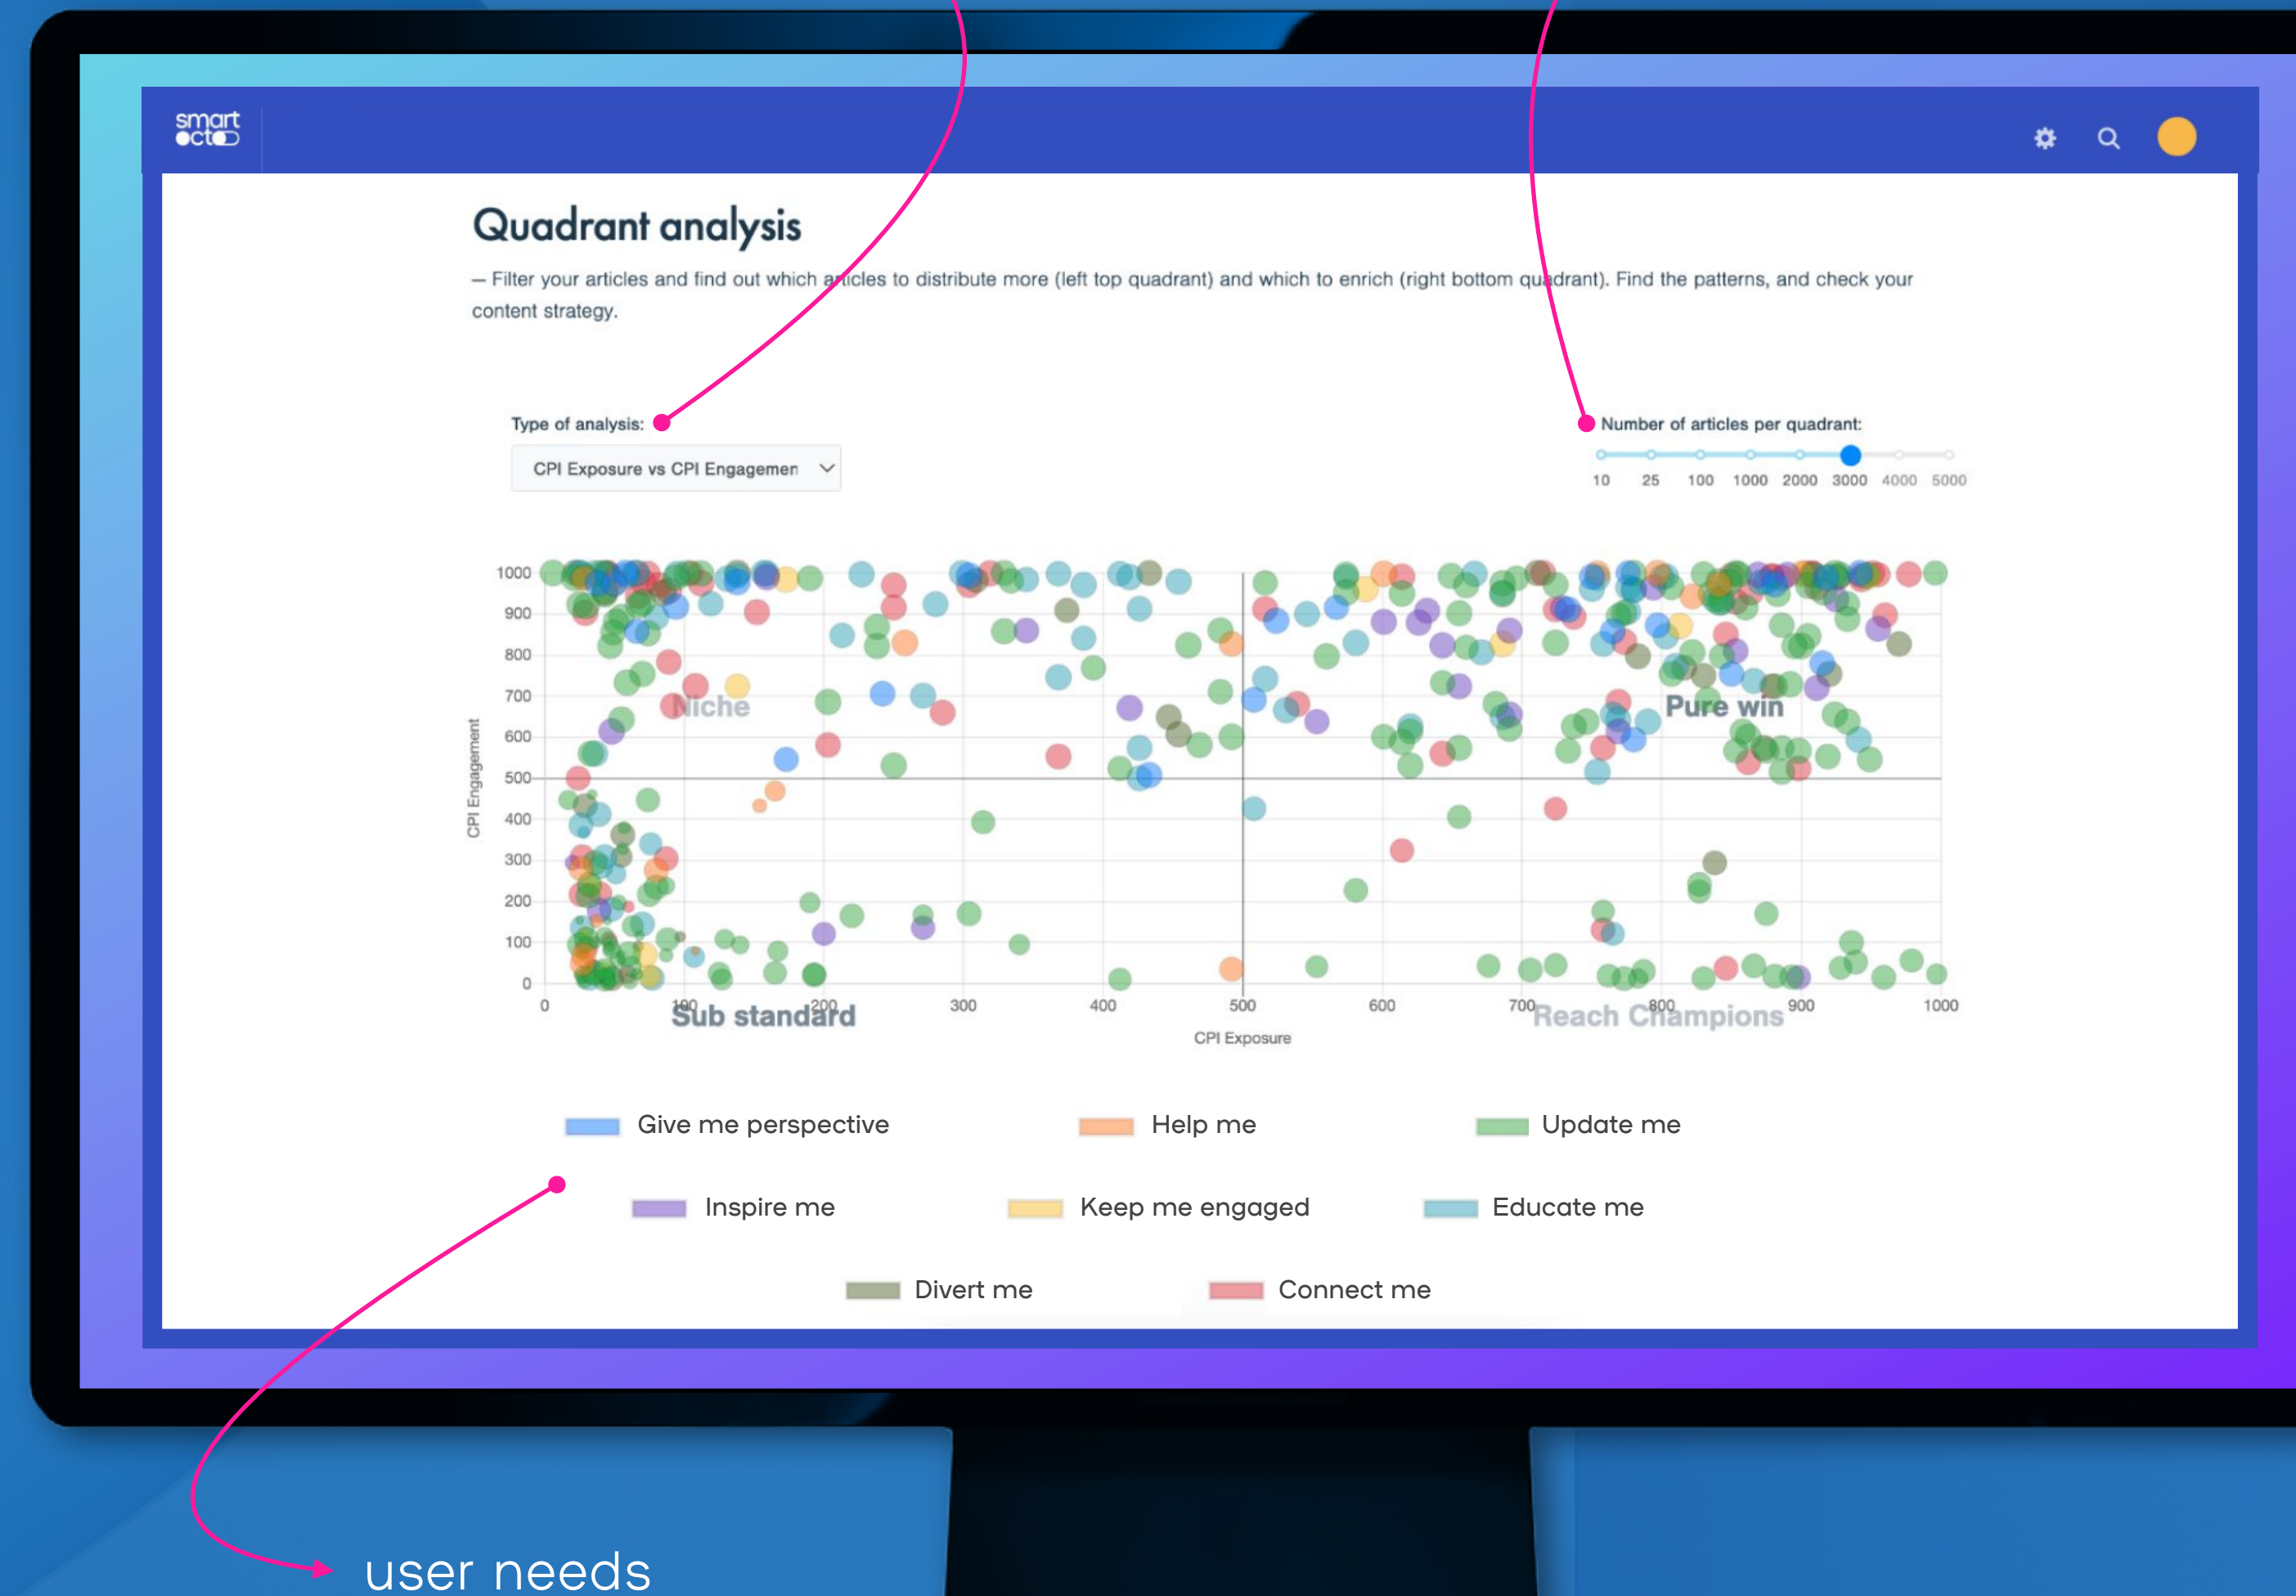 smart
octo
Quadrant analysis
— Filter your articles and find out which articles to distribute more (left top quadrant) and which to enrich (right bottom quadrant). Find the patterns, and check your
content strategy.
Type of analysis:
Number of articles per quadrant:
CPI Exposure vs CPI Engagemen
10 25 100 1000 2000 3000 4000 5000
1000
900
800
700
Niche
Pure win
600
500
400
300
200
100
0
CPI Engagement
0 100 200 300 400 500 600 700 800 900 1000
Sub standard
Reach Champions
CPI Exposure
Give me perspective Help me Update me
Inspire me Keep me engaged Educate me
Divert me Connect me
user needs